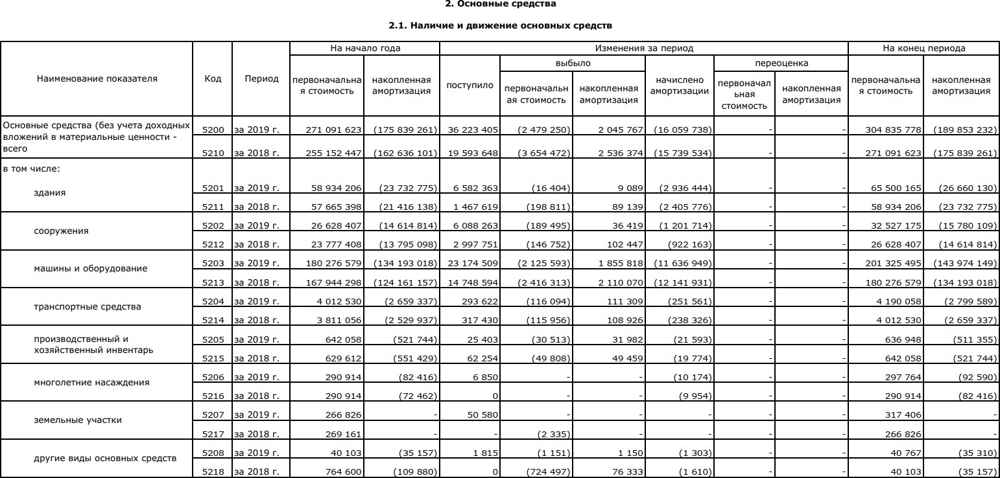 2. Основные средства
2.1. Наличие и движение основных средств
Наименование показателя Код Период На начало года Изменения за период На конец периода
первоначальна
я стоимость
накопленная
амортизация
поступило
выбыло
первоначальн
ая стоимость
накопленная
амортизация
начислено
амортизации
переоценка
первоначал
ьная
стоимость
накопленная
амортизация
первоначальна
я стоимость
накопленная
амортизация
Основные средства (без учета доходных
вложений в материальные ценности -
всего
5200 за 2019 г. 271 091 623 (175 839 261) 36 223 405 (2 479 250) 2 045 767 (16 059 738) - - 304 835 778 (189 853 232)
5210 за 2018 г. 255 152 447 (162 636 101) 19 593 648 (3 654 472) 2 536 374 (15 739 534) - - 271 091 623 (175 839 261)
в том числе:
здания
5201 за 2019 г. 58 934 206 (23 732 775) 6 582 363 (16 404) 9 089 (2 936 444) - - 65 500 165 (26 660 130)
5211 за 2018 г. 57 665 398 (21 416 138) 1 467 619 (198 811) 89 139 (2 405 776) - - 58 934 206 (23 732 775)
сооружения
5202 за 2019 г. 26 628 407 (14 614 814) 6 088 263 (189 495) 36 419 (1 201 714) - - 32 527 175 (15 780 109)
5212 за 2018 г. 23 777 408 (13 795 098) 2 997 751 (146 752) 102 447 (922 163) - - 26 628 407 (14 614 814)
машины и оборудование
5203 за 2019 г. 180 276 579 (134 193 018) 23 174 509 (2 125 593) 1 855 818 (11 636 949) - - 201 325 495 (143 974 149)
5213 за 2018 г. 167 944 298 (124 161 157) 14 748 594 (2 416 313) 2 110 070 (12 141 931) - - 180 276 579 (134 193 018)
транспортные средства
5204 за 2019 г. 4 012 530 (2 659 337) 293 622 (116 094) 111 309 (251 561) - - 4 190 058 (2 799 589)
5214 за 2018 г. 3 811 056 (2 529 937) 317 430 (115 956) 108 926 (238 326) - - 4 012 530 (2 659 337)
производственный и
хозяйственный инвентарь
5205 за 2019 г. 642 058 (521 744) 25 403 (30 513) 31 982 (21 593) - - 636 948 (511 355)
5215 за 2018 г. 629 612 (551 429) 62 254 (49 808) 49 459 (19 774) - - 642 058 (521 744)
многолетние насаждения
5206 за 2019 г. 290 914 (82 416) 6 850 - - (10 174) - - 297 764 (92 590)
5216 за 2018 г. 290 914 (72 462) 0 - - (9 954) - - 290 914 (82 416)
земельные участки
5207 за 2019 г. 266 826 - 50 580 - - - - - 317 406 -
5217 за 2018 г. 269 161 - - (2 335) - - - - 266 826 -
другие виды основных средств
5208 за 2019 г. 40 103 (35 157) 1 815 (1 151) 1 150 (1 303) - - 40 767 (35 310)
5218 за 2018 г. 764 600 (109 880) 0 (724 497) 76 333 (1 610) - - 40 103 (35 157)